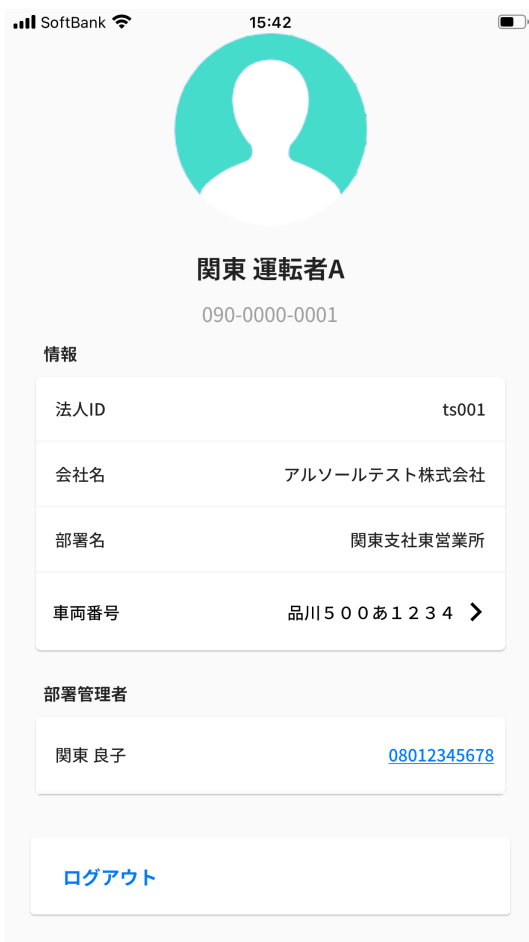 SoftBank 15:42
関東 運転者A
090-0000-0001
情報
法人ID ts001
会社名 アルソールテスト株式会社
部署名 関東支社東営業所
車両番号 品川５００あ１２３４
部署管理者
関東 良子 08012345678
ログアウト